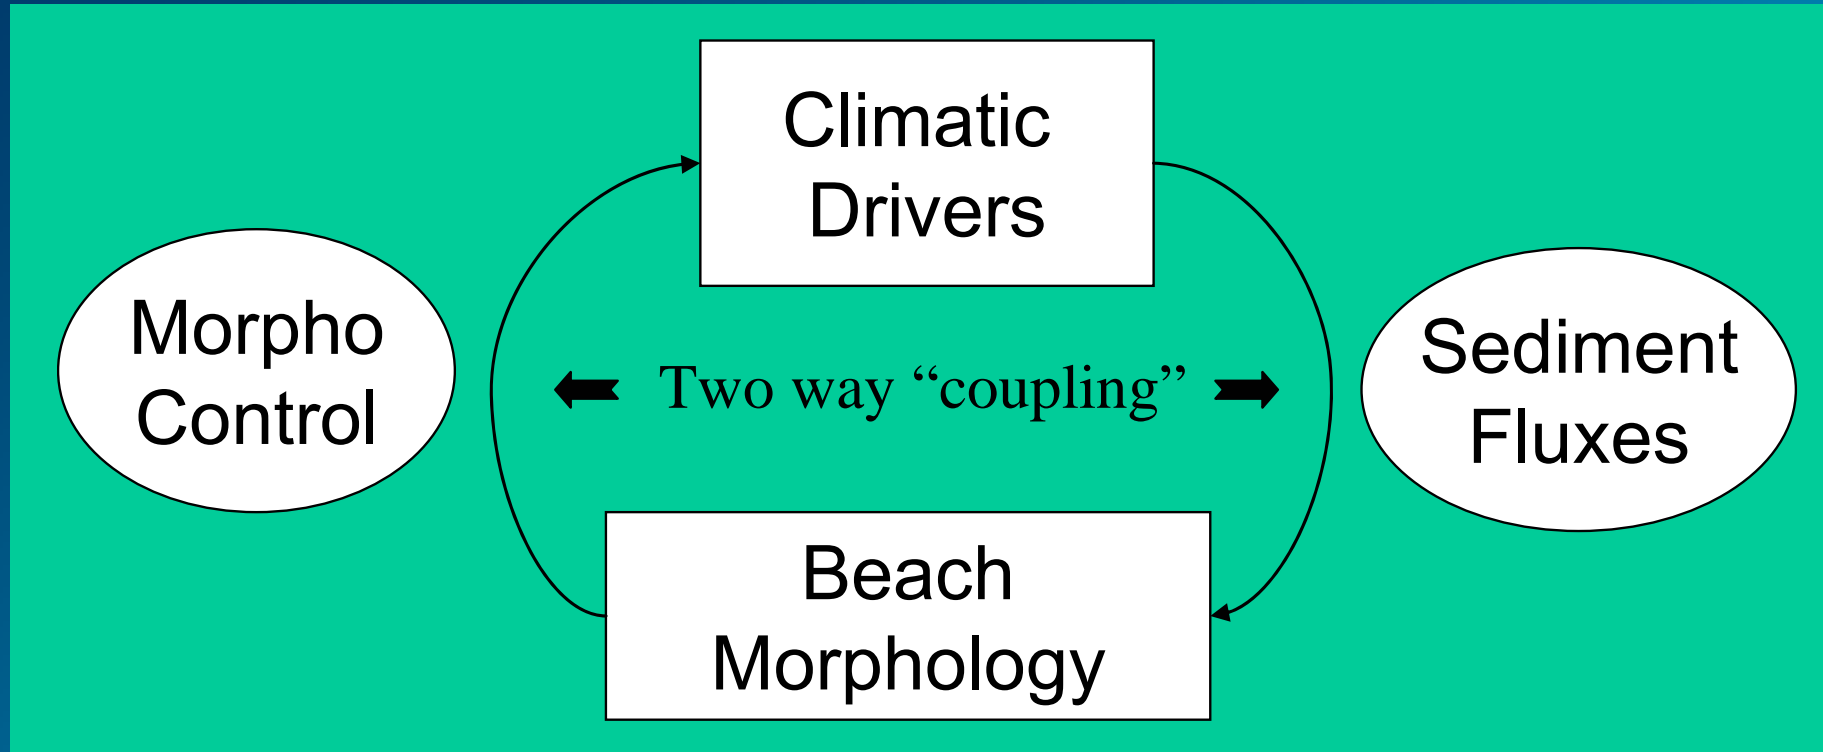 Climatic
Drivers
Morpho
Control
Two way “coupling”
Sediment
Fluxes
Beach
Morphology